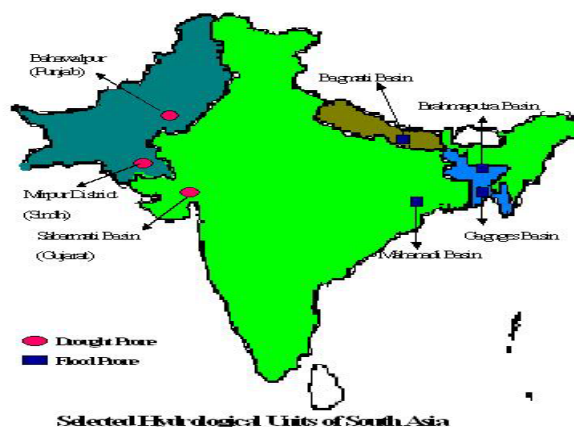 Bahawalpur
(Punjab)
Bagmati Basin
Brahmaputra Basin
Mirpur District
(Sindh)
Sabarmati Basin
(Gujarat)
Mahanadi Basin
Gagnges Basin
Drought Prone
Flood Prone
Selected Hydrological Units of South Asia